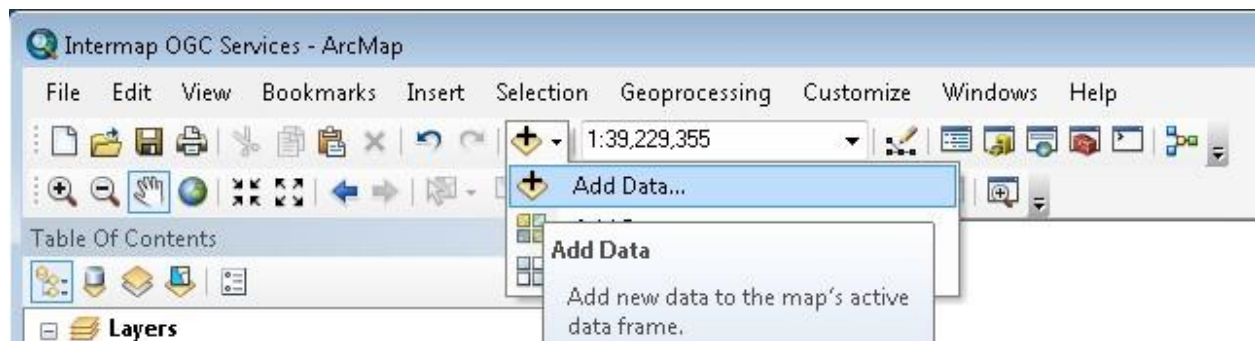 Intermap OGC Services - ArcMap
File Edit View Bookmarks Insert Selection Geoprocessing Customize Windows Help
1:39,229,355
Add Data...
Table Of Contents
Add Data
Add new data to the map's active
data frame.
Layers